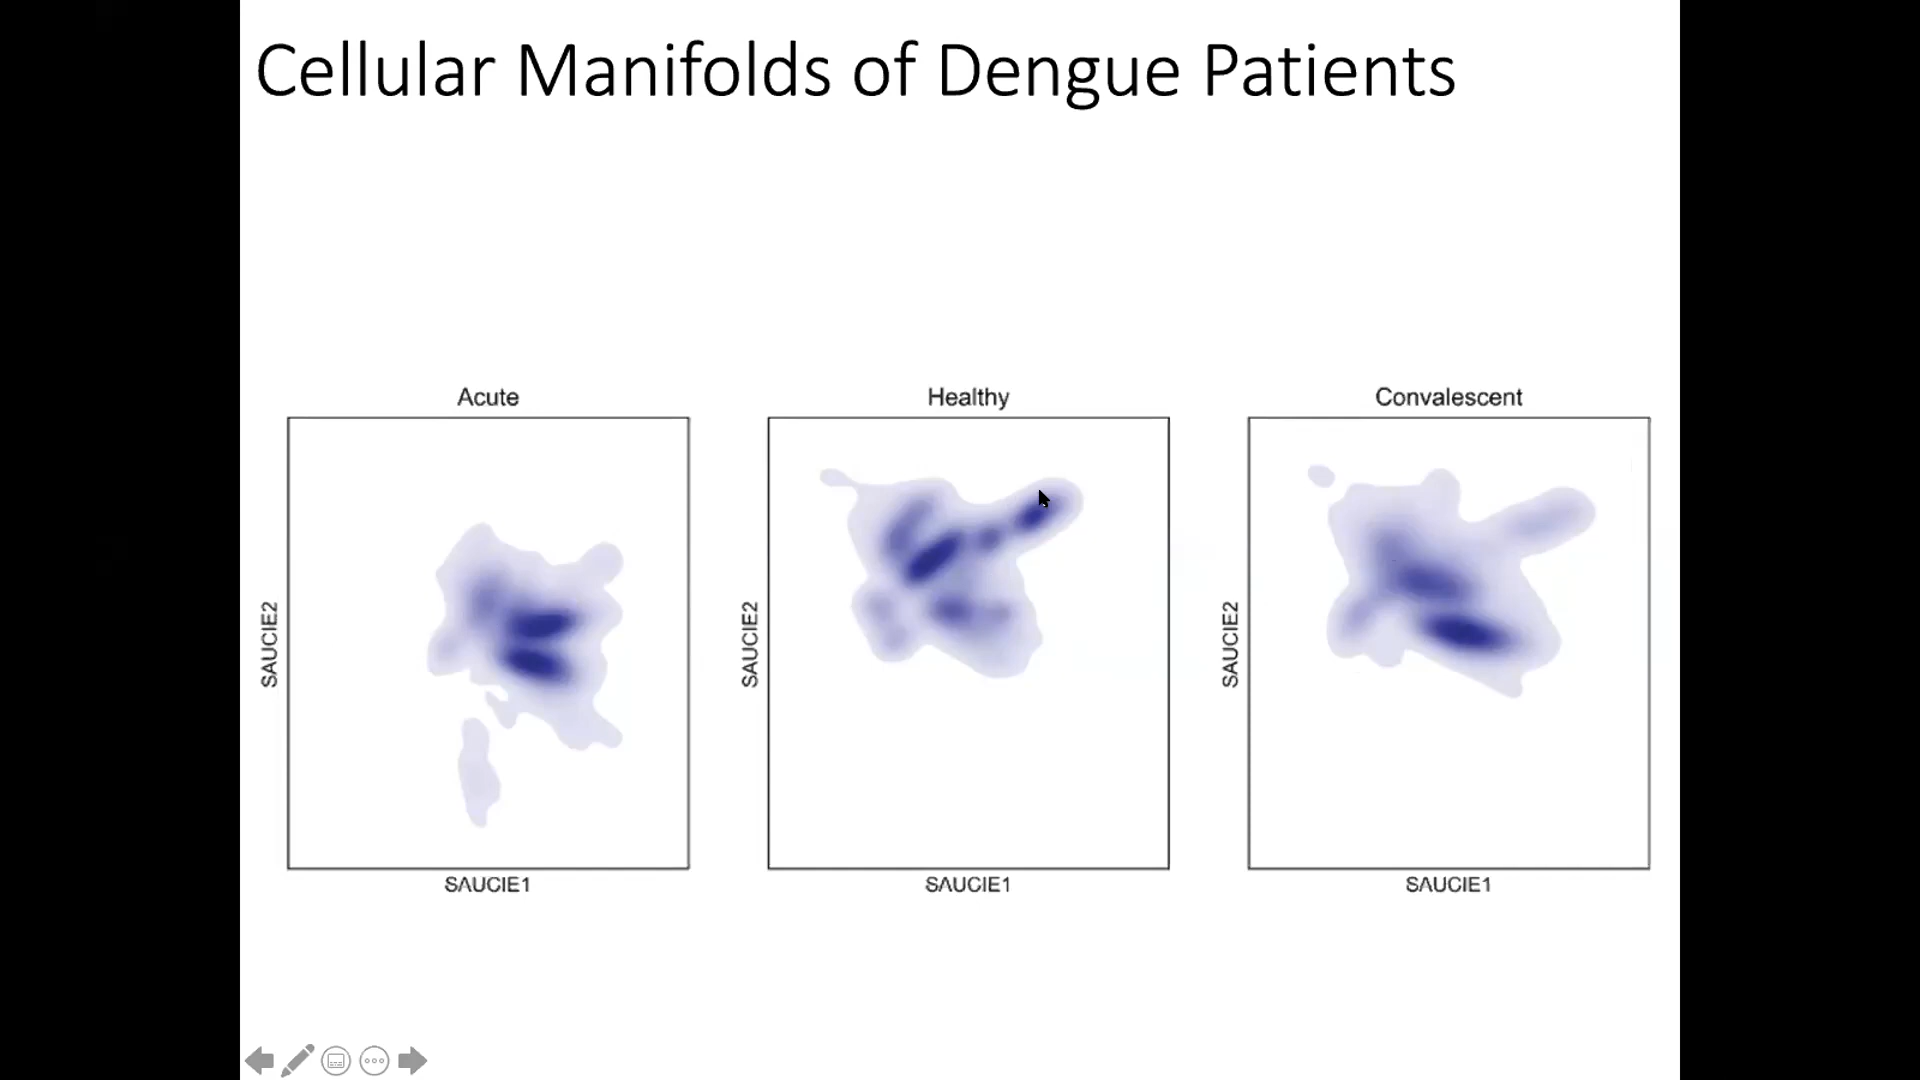 Cellular Manifolds of Dengue Patients
Acute
Healthy
Convalescent
SAUCIE2
SAUCIE2
SAUCIE2
SAUCIE1
SAUCIE1
SAUCIE1